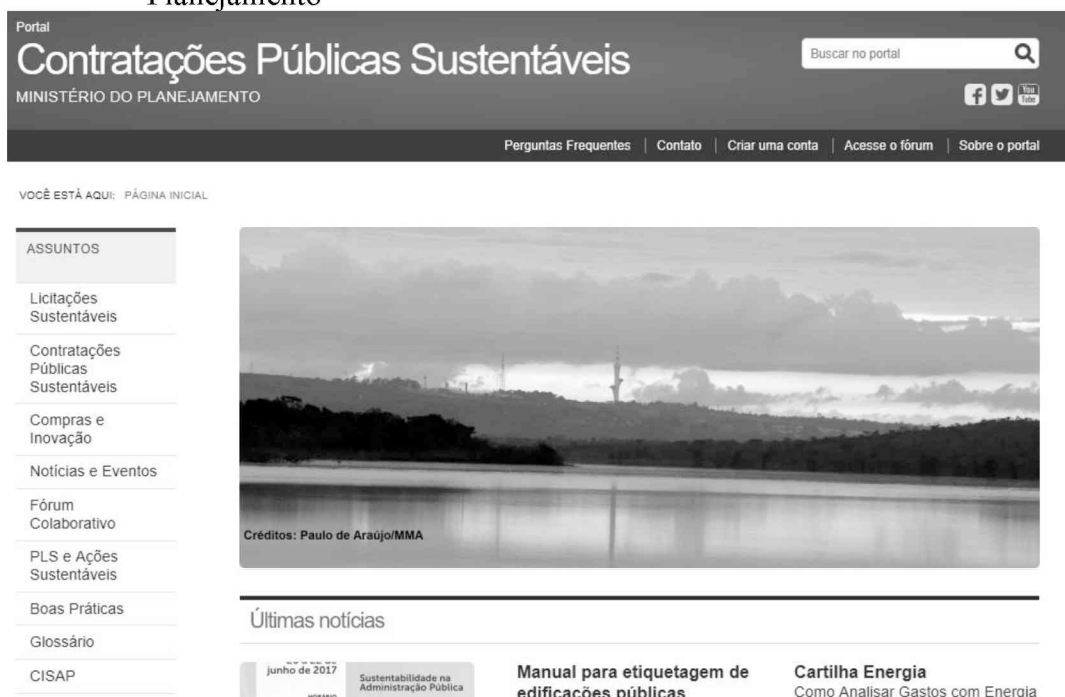 Planejamento
Portal
Contratações Públicas Sustentáveis
MINISTÉRIO DO PLANEJAMENTO
Buscar no portal
You
Tube
Perguntas Frequentes | Contato | Criar uma conta | Acesse o fórum | Sobre o portal
VOCÊ ESTÁ AQUI: PÁGINA INICIAL
ASSUNTOS
Licitações
Sustentáveis
Contratações
Públicas
Sustentáveis
Compras e
Inovação
Notícias e Eventos
Fórum
Colaborativo
PLS e Ações
Sustentáveis
Boas Práticas
Glossário
CISAP
Créditos: Paulo de Araújo/MMA
Últimas notícias
junho de 2017
Sustentabilidade na
Administração Pública
Manual para etiquetagem de
edificações públicas
Cartilha Energia
Como Analisar Gastos com Energia